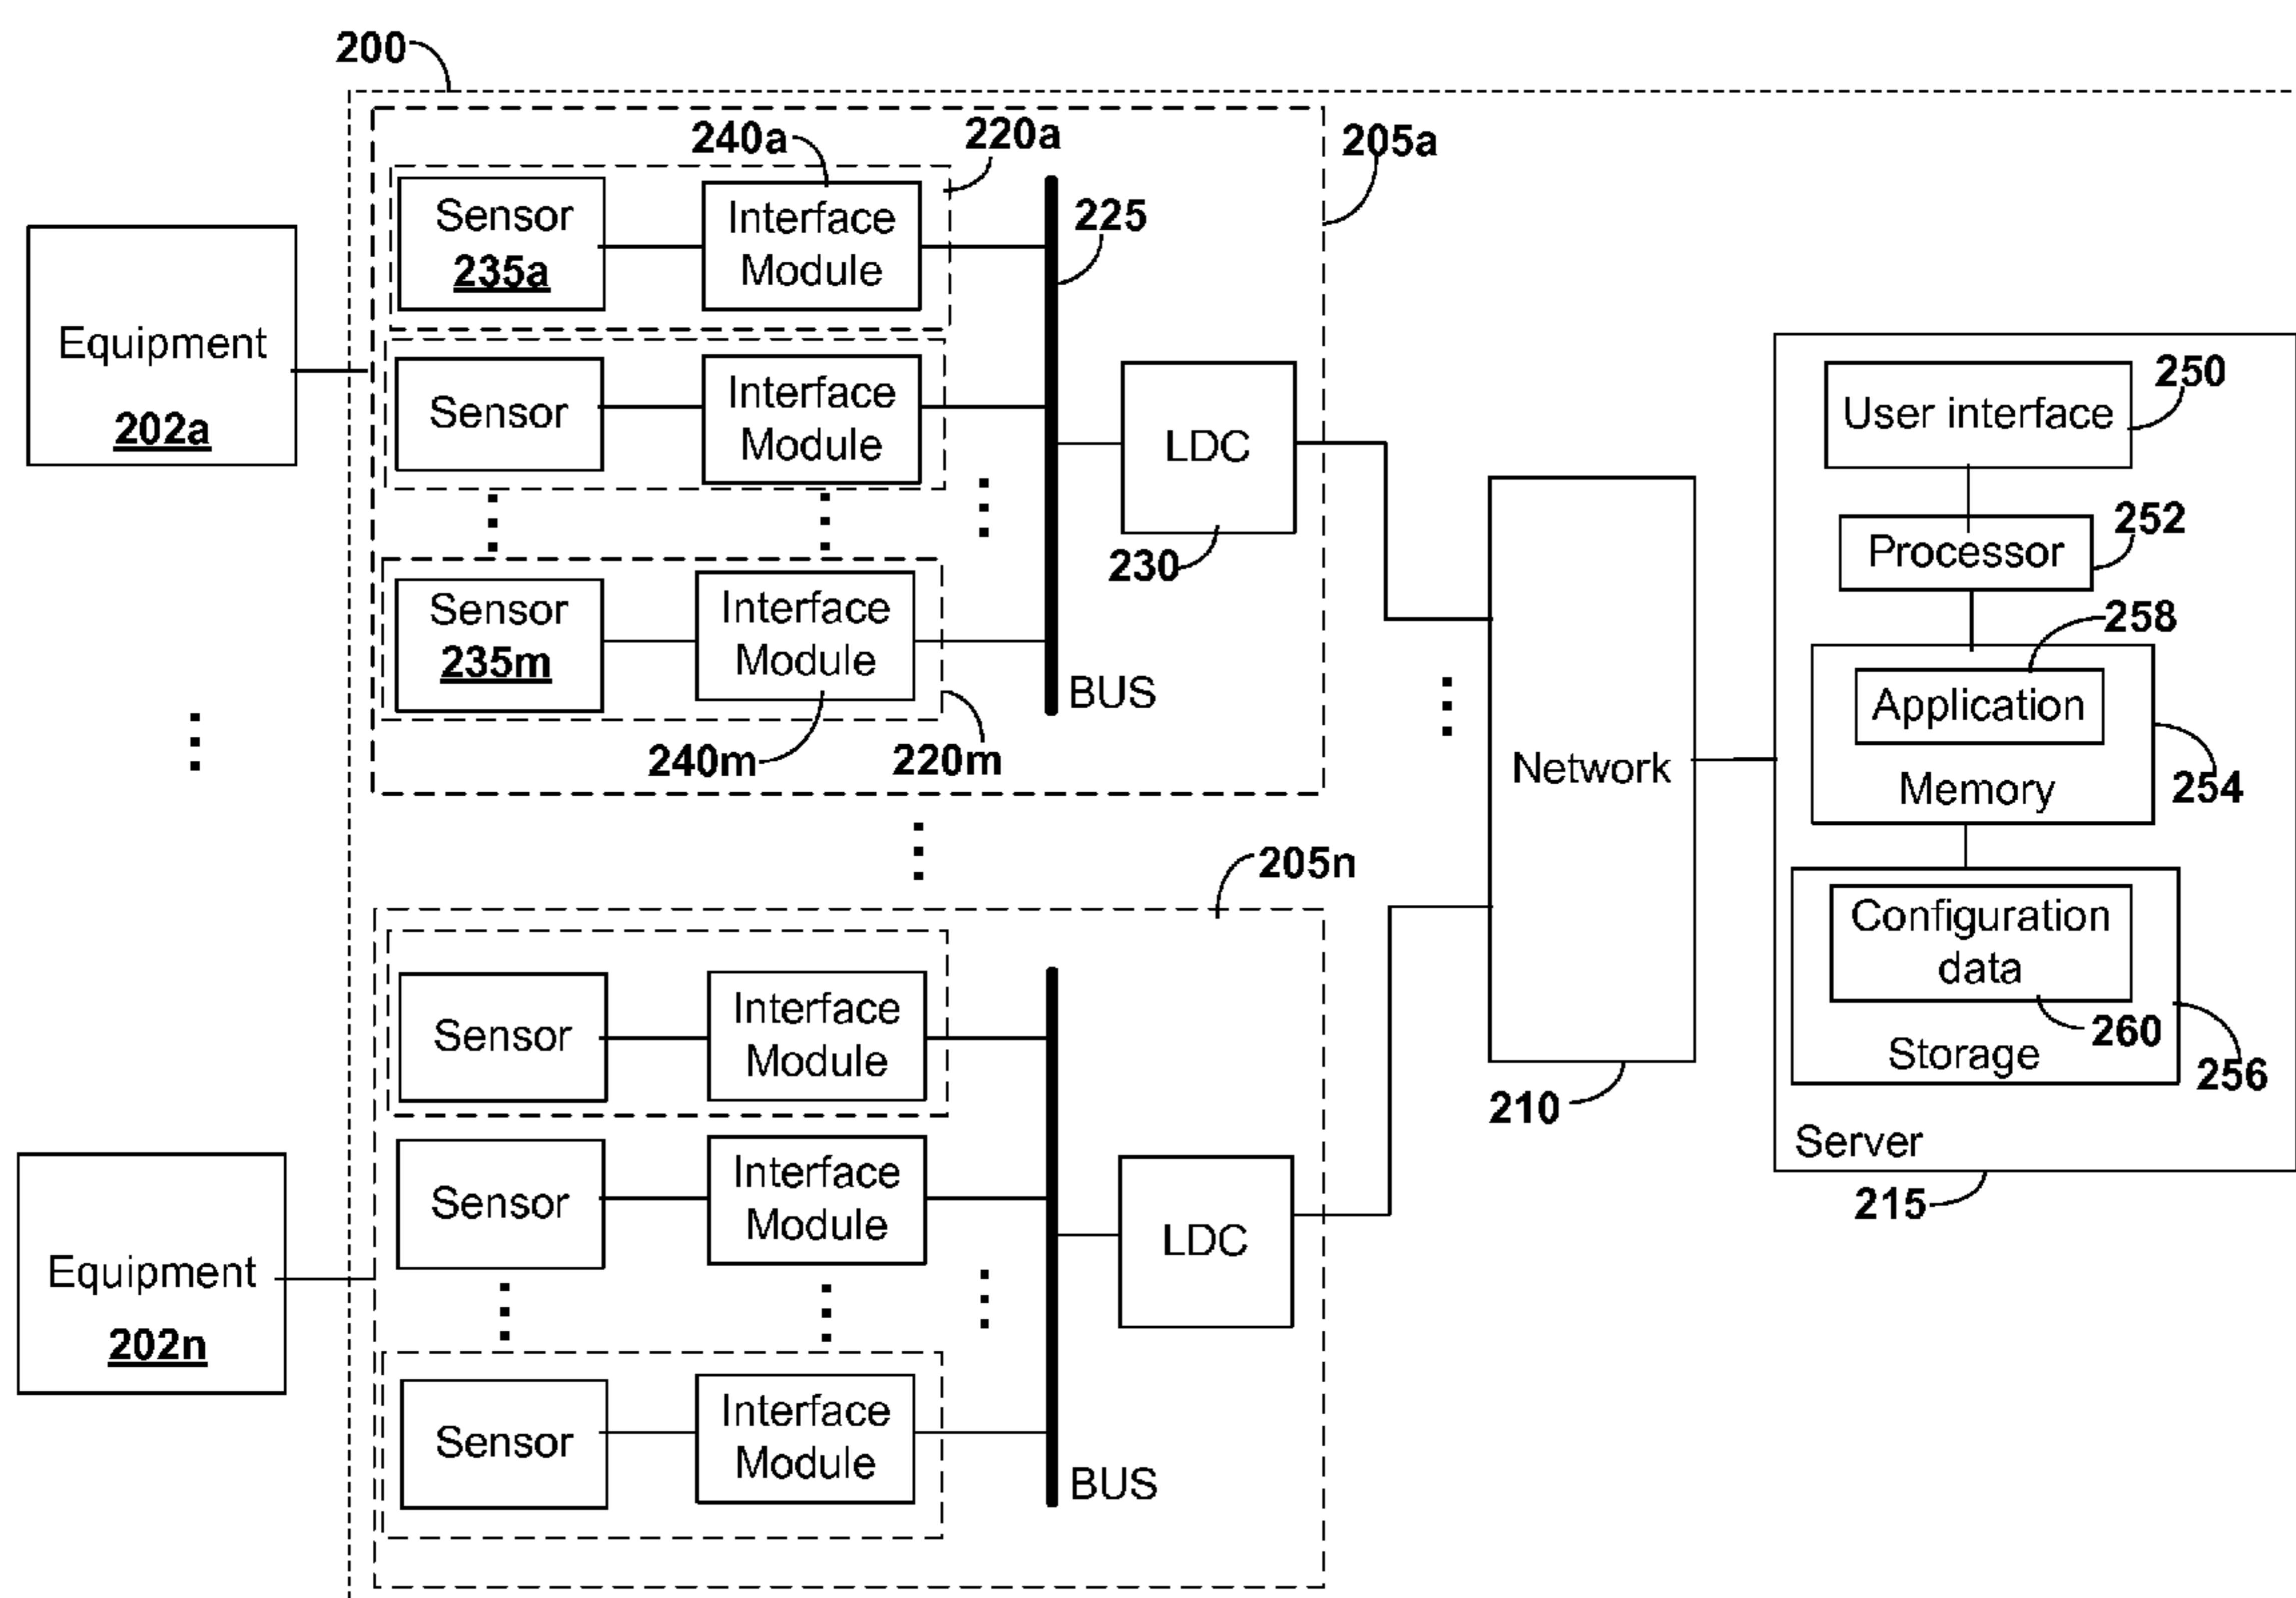 200
240a
220a
205a
Sensor
235a
Interface
Module
225
Equipment
202a
Sensor
Interface
Module
LDC
230
Sensor
235m
Interface
Module
BUS
240m
220m
Network
210
User interface
250
Processor
252
258
Application
Memory
254
Configuration
data
260
Storage
256
Server
215
205n
Sensor
Interface
Module
Sensor
Interface
Module
LDC
Equipment
202n
Sensor
Interface
Module
BUS